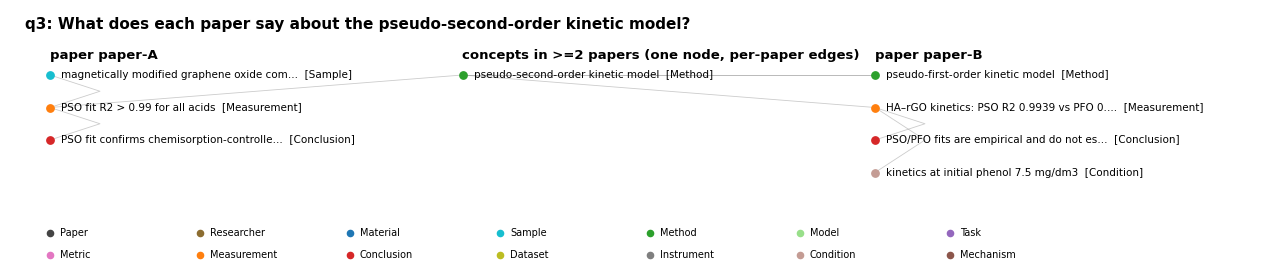 q3: What does each paper say about the pseudo-second-order kinetic model?
paper paper-A
concepts in >=2 papers (one node, per-paper edges)
paper paper-B
magnetically modified graphene oxide com... [Sample]
pseudo-second-order kinetic model [Method]
pseudo-first-order kinetic model [Method]
PSO fit R2 > 0.99 for all acids [Measurement]
HA–rGO kinetics: PSO R2 0.9939 vs PFO 0.... [Measurement]
PSO fit confirms chemisorption-controlle... [Conclusion]
PSO/PFO fits are empirical and do not es... [Conclusion]
kinetics at initial phenol 7.5 mg/dm3 [Condition]
Paper
Researcher
Material
Sample
Method
Model
Task
Metric
Measurement
Conclusion
Dataset
Instrument
Condition
Mechanism